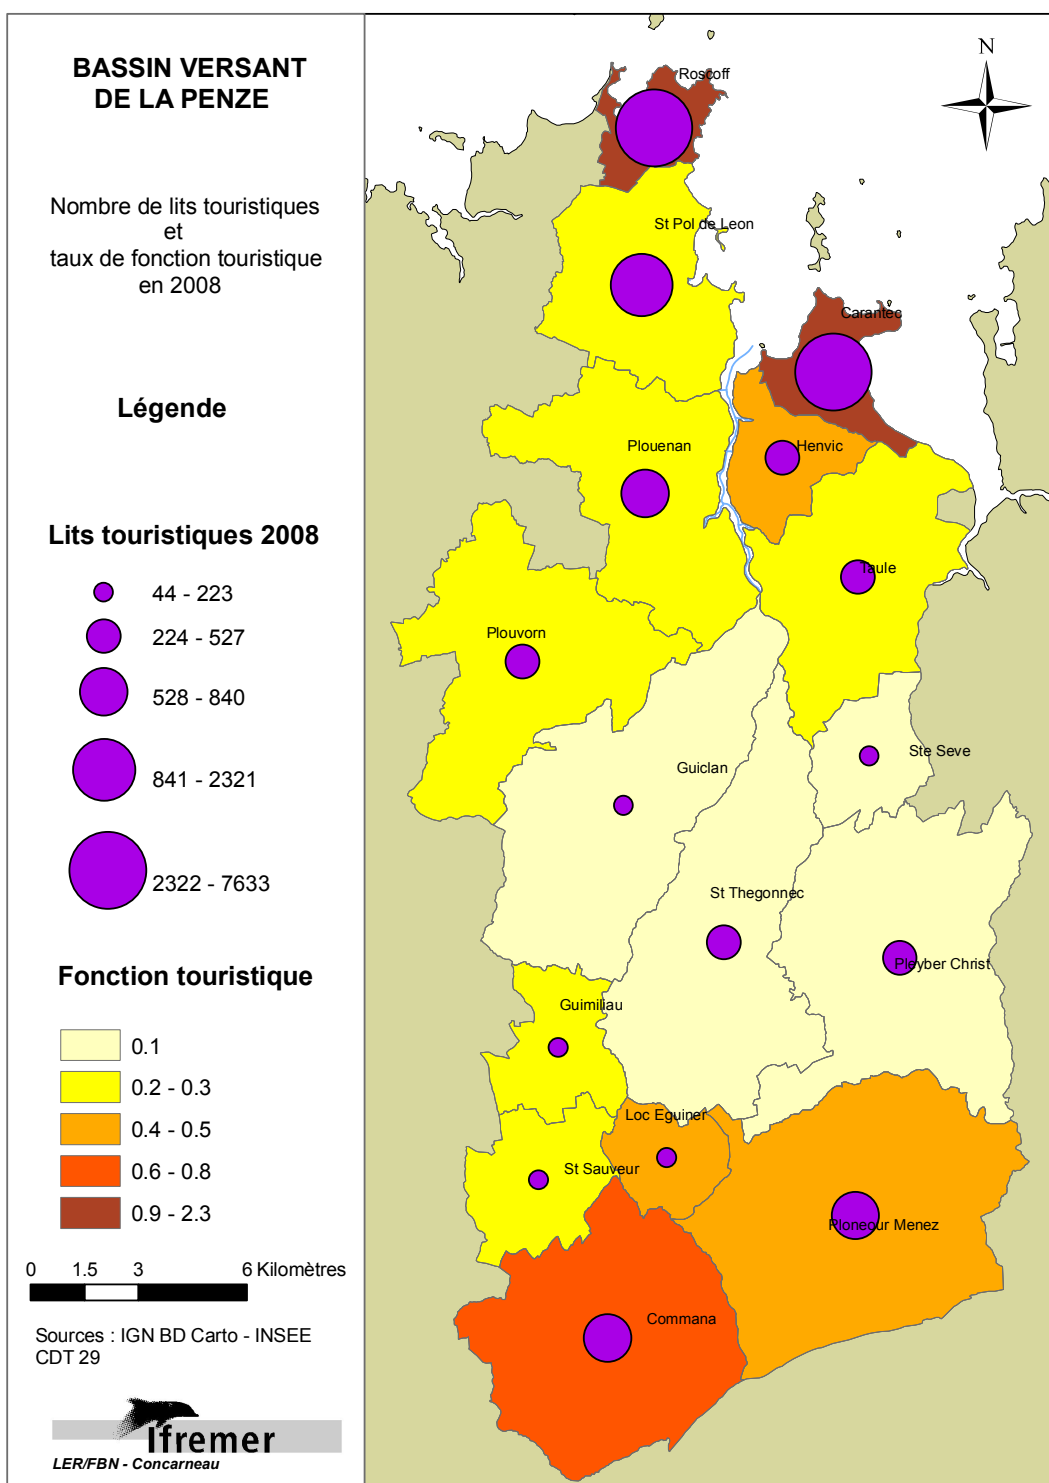 BASSIN VERSANT
DE LA PENZE
Nombre de lits touristiques
et
taux de fonction touristique
en 2008
Légende
Lits touristiques 2008
44 - 223
224 - 527
528 - 840
841 - 2321
2322 - 7633
Fonction touristique
0.1
0.2 - 0.3
0.4 - 0.5
0.6 - 0.8
0.9 - 2.3
0 1.5 3 6 Kilomètres
Sources : IGN BD Carto - INSEE
CDT 29
Ifremer
LER/FBN - Concarneau
N
Roscoff
St Pol de Leon
Carantec
Plouenan
Henvic
Taule
Plouvorn
Ste Seve
Guiclan
St Thegonnec
Pleyber Christ
Guimiliau
Loc Eguiner
St Sauveur
Ploneour Menez
Commana